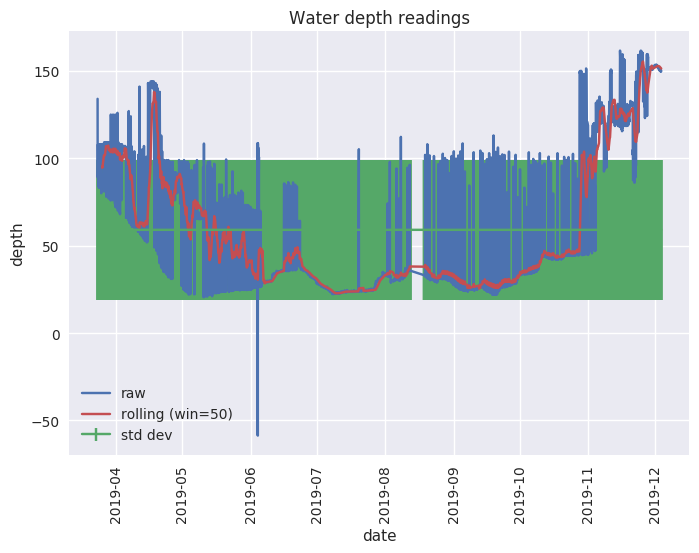 Water depth readings
depth
150
100
50
0
−50
raw
rolling (win=50)
std dev
2019-04
2019-05
2019-06
2019-07
2019-08
2019-09
2019-10
2019-11
2019-12
date